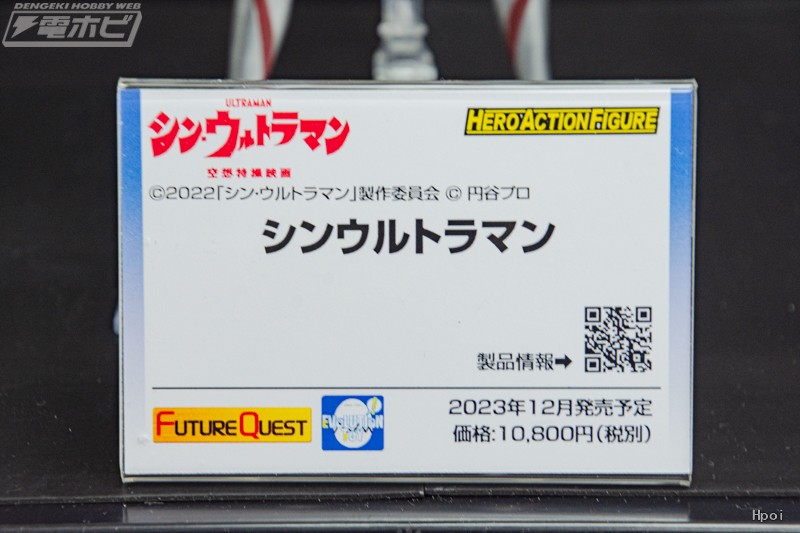 DENGEKI HOBBY WEB
電ホビ
ULTRAMAN
シン・ウルトラマン
空想特撮映画
HERO ACTION FIGURE
©2022「シン・ウルトラマン」製作委員会 © 円谷プロ
シンウルトラマン
製品情報➡
FUTURE QUEST
EVOLUTION TOY
2023年12月発売予定
価格:10,800円(税別)
Hpoi